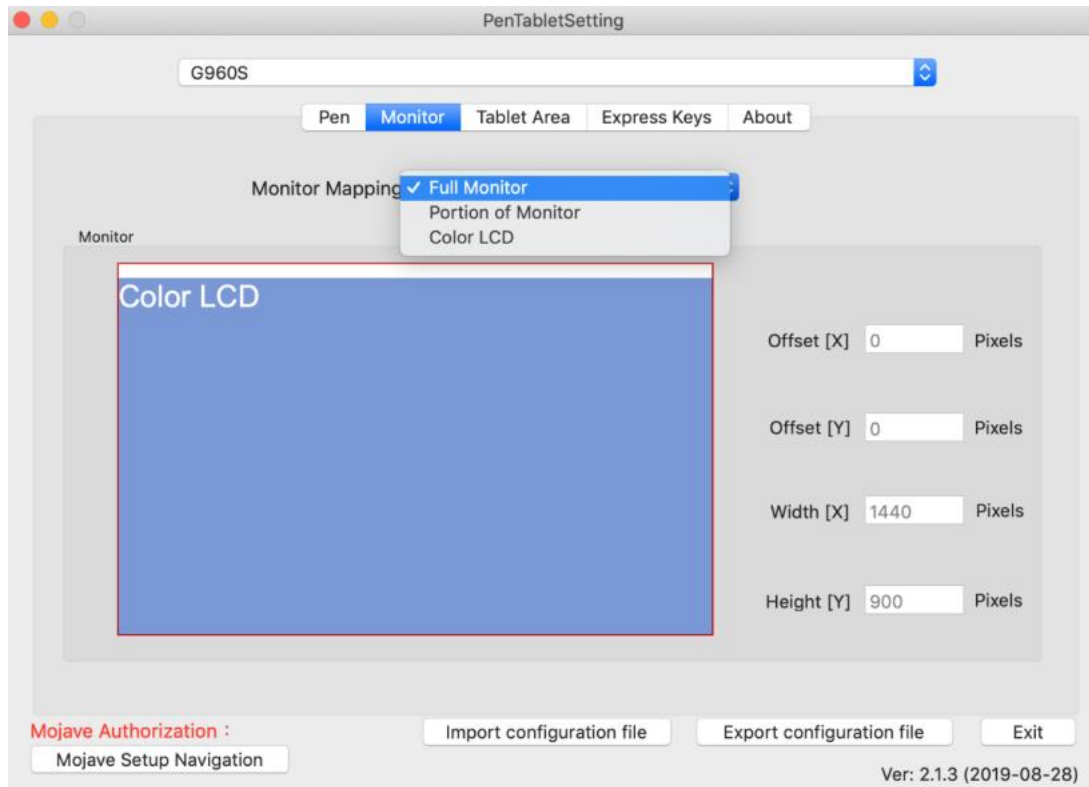 PenTabletSetting
G960S
Pen Monitor Tablet Area Express Keys About
Monitor Mapping ✓ Full Monitor
Portion of Monitor
Color LCD
Monitor
Color LCD
Offset [X] 0 Pixels
Offset [Y] 0 Pixels
Width [X] 1440 Pixels
Height [Y] 900 Pixels
Mojave Authorization :
Import configuration file Export configuration file Exit
Mojave Setup Navigation
Ver: 2.1.3 (2019-08-28)